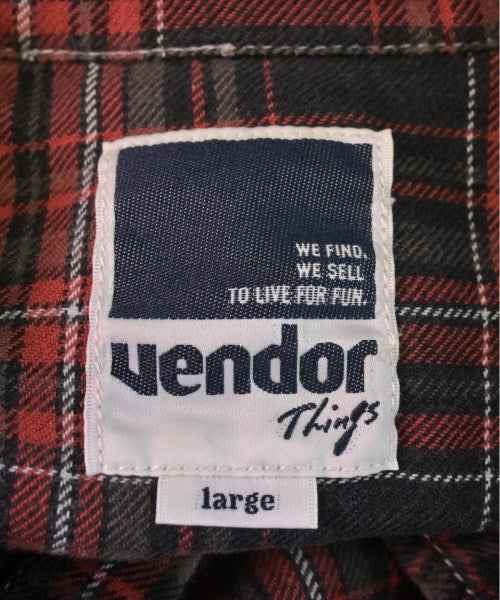 WE FIND.
WE SELL
TO LIVE FOR FUN.
vendor
Things
large